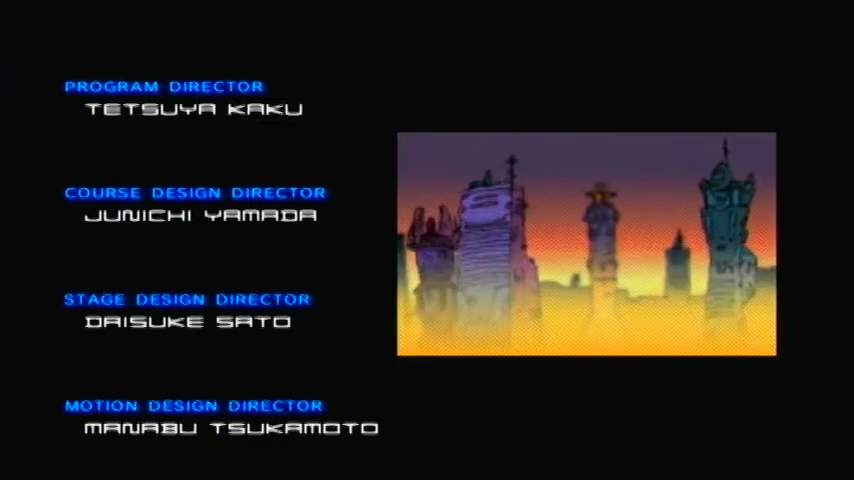 PROGRAM DIRECTOR
TETSUYA KAKU
COURSE DESIGN DIRECTOR
JUNICHI YAMADA
STAGE DESIGN DIRECTOR
DAISUKE SATO
MOTION DESIGN DIRECTOR
MANABU TSUKAMOTO